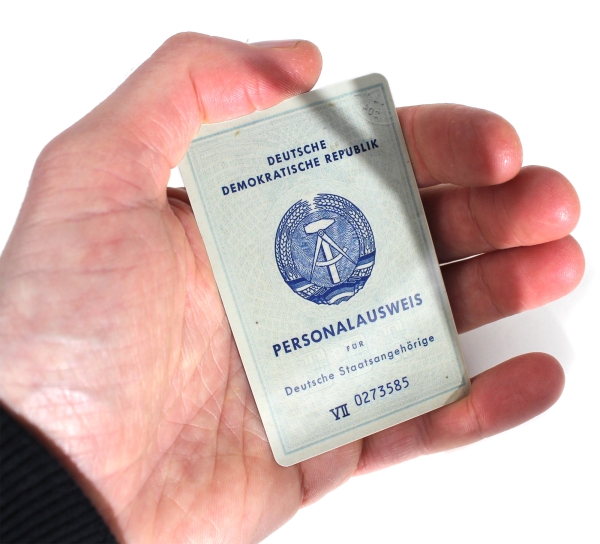 DEUTSCHE
DEMOKRATISCHE REPUBLIK
PERSONALAUSWEIS
FÜR
Deutsche Staatsangehörige
VII 0273585